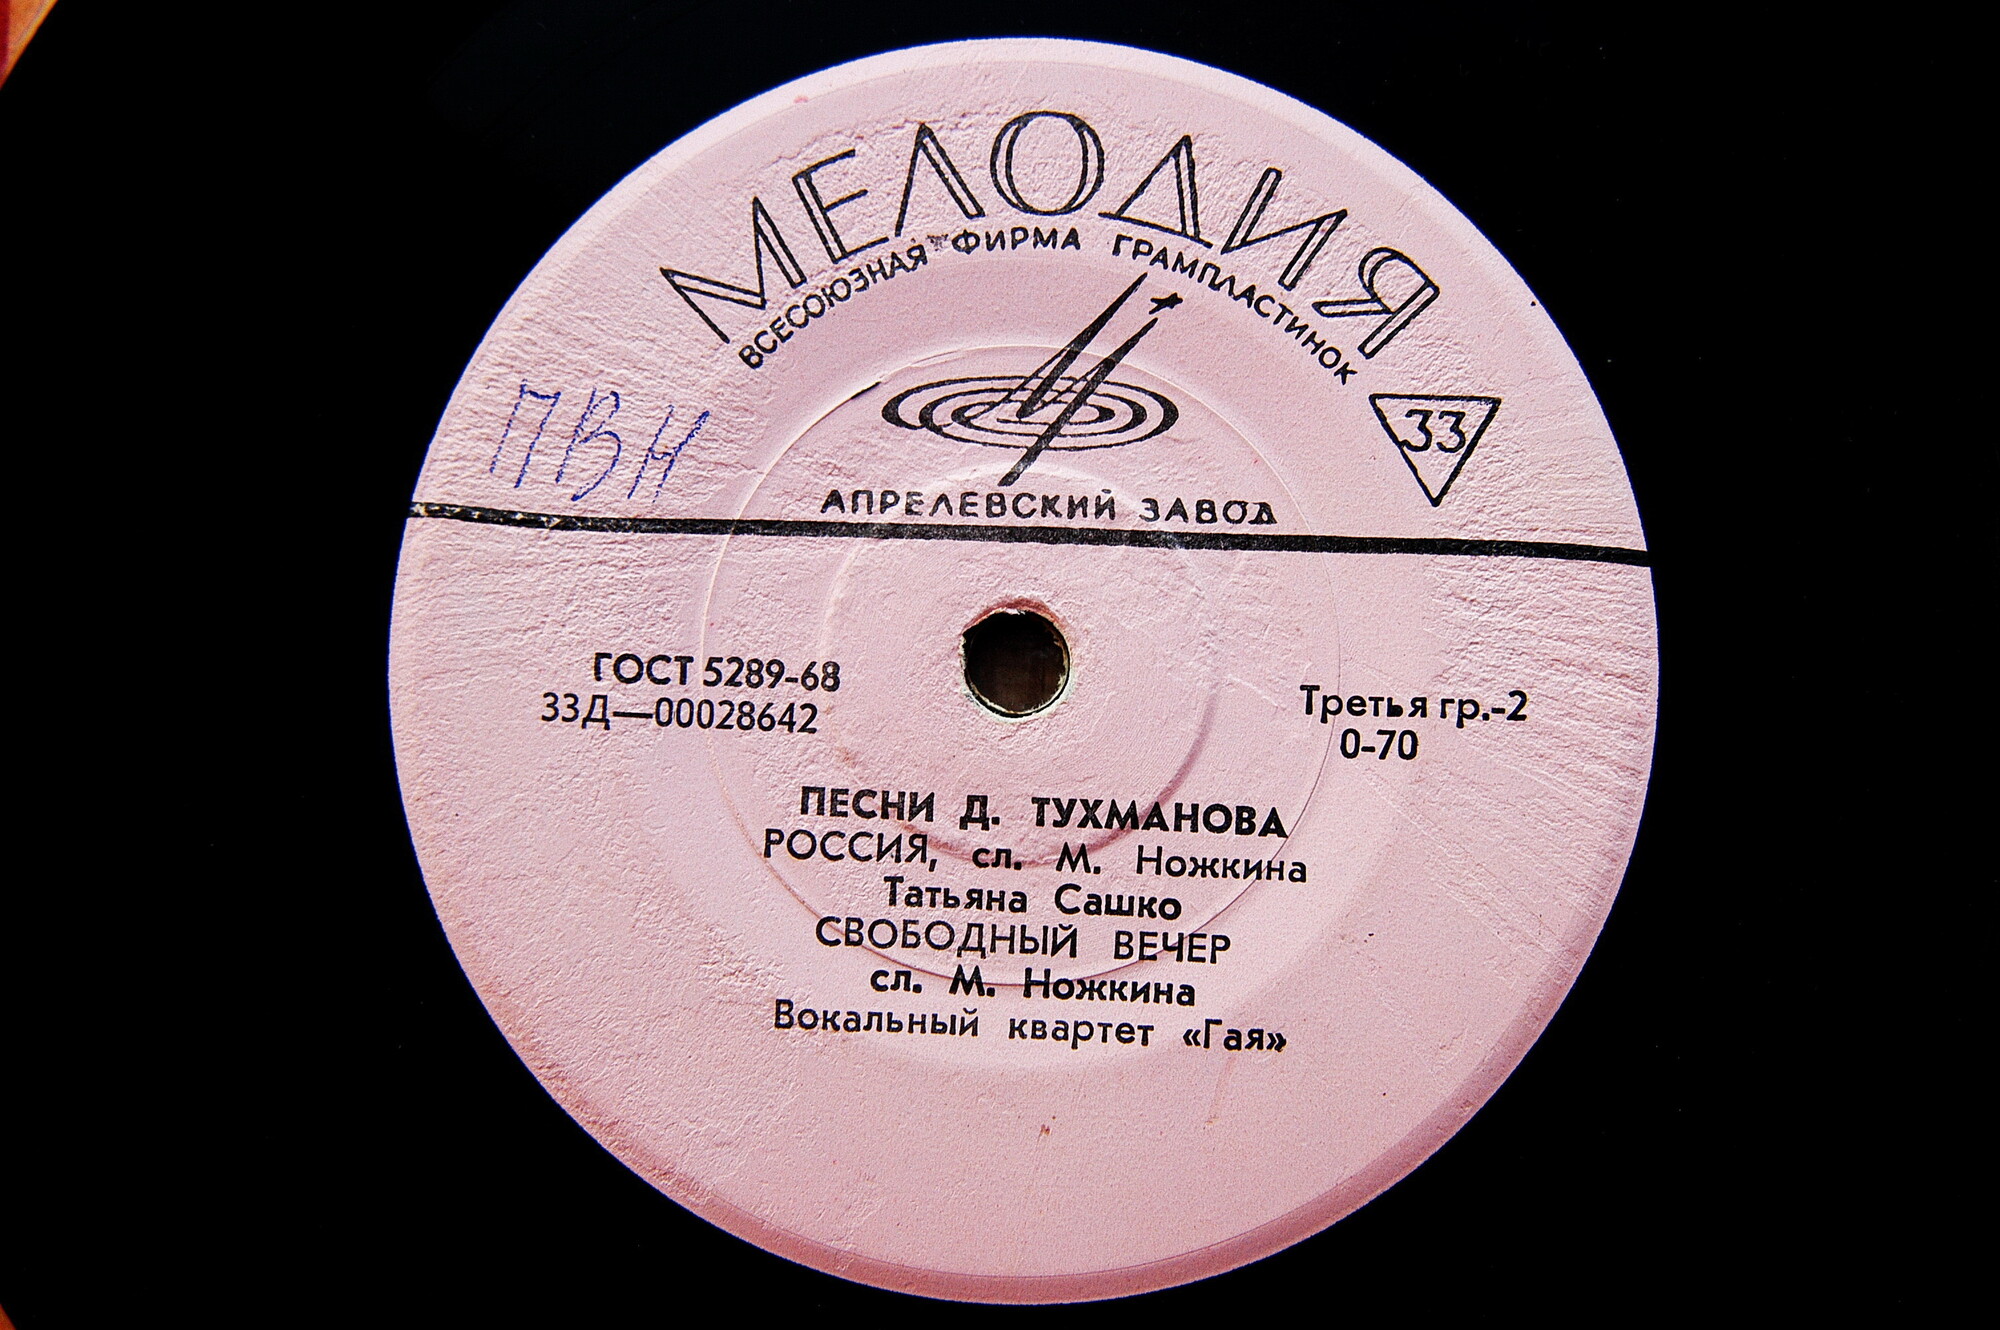 МЕЛОДИЯ
ВСЕСОЮЗНАЯ ФИРМА ГРАМПЛАСТИНОК
33
ПВН
АПРЕЛЕВСКИЙ ЗАВОД
ГОСТ 5289-68
33Д—00028642
Третья гр.-2
0-70
ПЕСНИ Д. ТУХМАНОВА
РОССИЯ, сл. М. Ножкина
Татьяна Сашко
СВОБОДНЫЙ ВЕЧЕР
сл. М. Ножкина
Вокальный квартет «Гая»